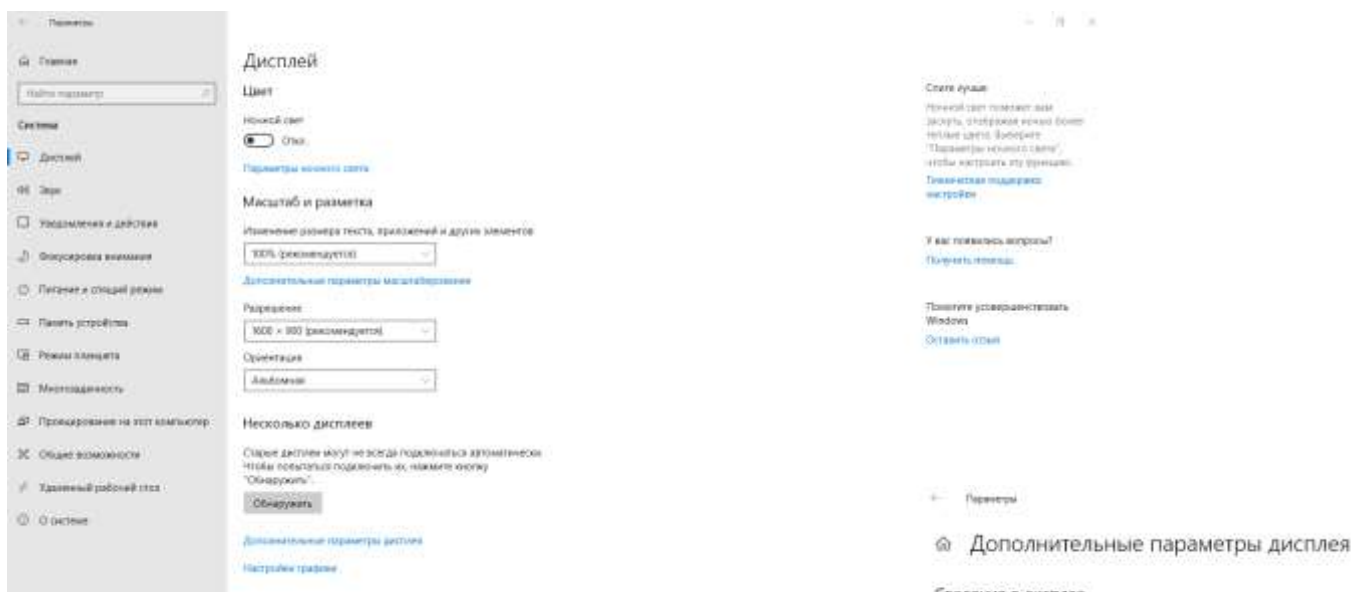 Параметры
Главная
Найти параметр
Система
Дисплей
Звук
Уведомления и действия
Фокусировка внимания
Питание и спящий режим
Память устройства
Режим планшета
Многозадачность
Проецирование на этот компьютер
Общие возможности
Удаленный рабочий стол
О системе
Дисплей
Цвет
Ночной свет
Откл.
Параметры ночного света
Масштаб и разметка
Изменение размера текста, приложений и других элементов
100% (рекомендуется)
Дополнительные параметры масштабирования
Разрешение
1600 × 900 (рекомендуется)
Ориентация
Альбомная
Несколько дисплеев
Старые дисплеи могут не всегда подключаться автоматически.
Чтобы попытаться подключить их, нажмите кнопку
"Обнаружить".
Обнаружить
Дополнительные параметры дисплея
Настройки графики
Спите лучше
Ночной свет поможет вам
заснуть, отображая ночью более
теплые цвета. Выберите
"Параметры ночного света",
чтобы настроить эту функцию.
Техническая поддержка
настройки
У вас появились вопросы?
Получить помощь
Помогите усовершенствовать
Windows
Оставить отзыв
Параметры
Дополнительные параметры дисплея